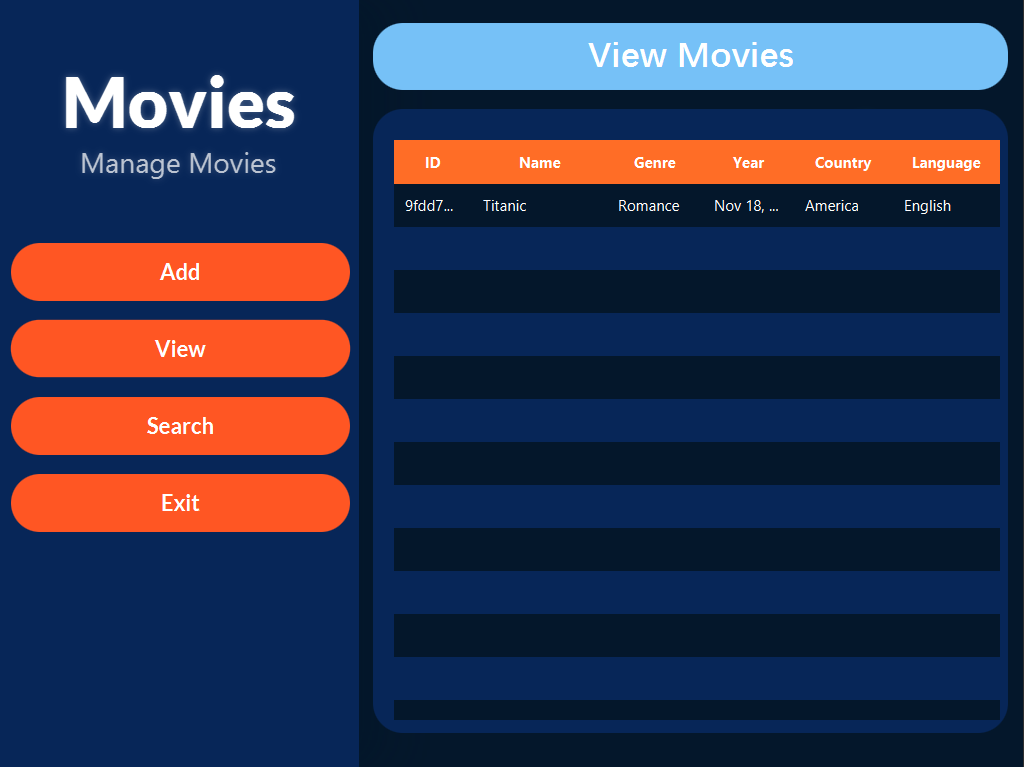 Movies
Manage Movies
Add
View
Search
Exit
View Movies
ID Name Genre Year Country Language
9fdd7... Titanic Romance Nov 18, ... America English